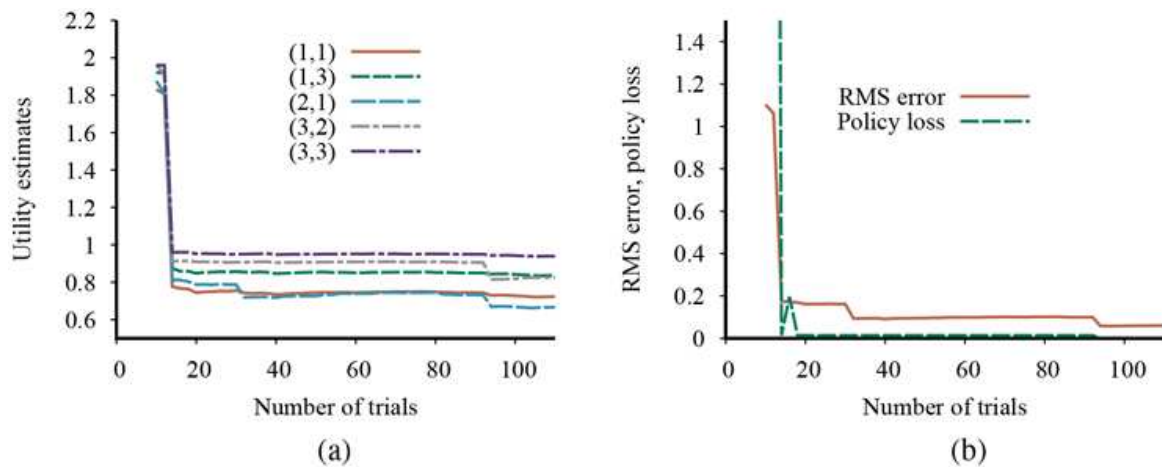 2.2
2
1.8
1.6
1.4
1.2
1
0.8
0.6
Utility estimates
(1,1)
(1,3)
(2,1)
(3,2)
(3,3)
0 20 40 60 80 100
Number of trials
(a)
1.4
1.2
1
0.8
0.6
0.4
0.2
0
RMS error, policy loss
RMS error
Policy loss
0 20 40 60 80 100
Number of trials
(b)